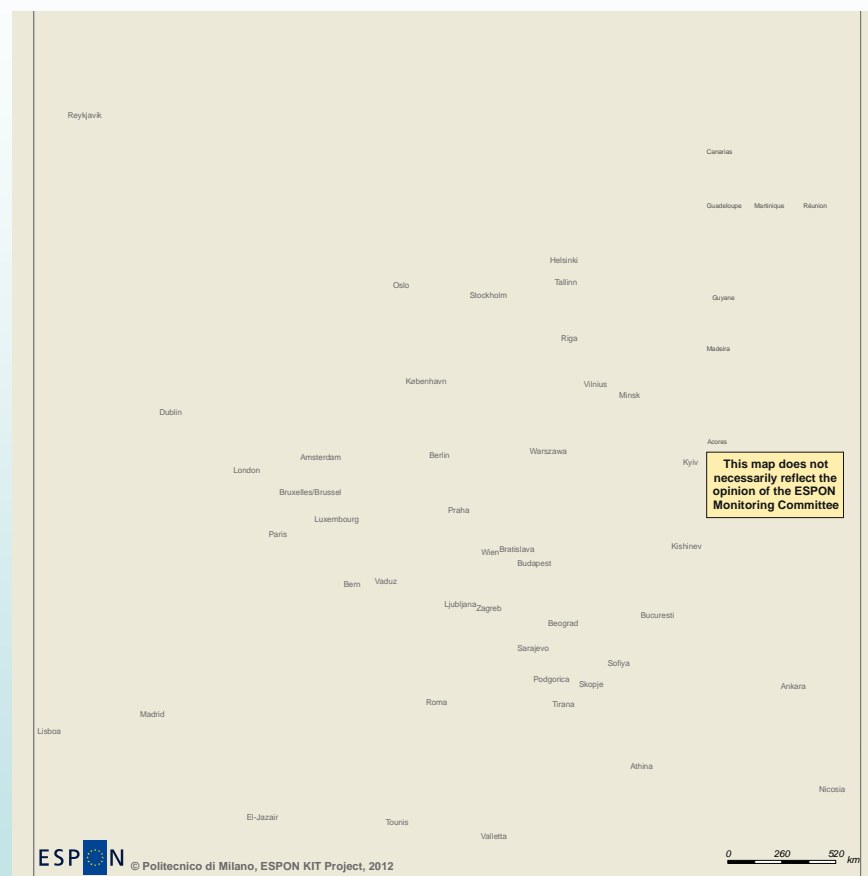 Reykjavik
Canarias
Guadeloupe Martinique Réunion
Helsinki
Tallinn
Oslo
Stockholm
Guyane
Riga
Madeira
København
Vilnius
Minsk
Dublin
Acores
Amsterdam
Berlin
Warszawa
London
Kyiv
This map does not
necessarily reflect the
opinion of the ESPON
Monitoring Committee
Bruxelles/Brussel
Praha
Luxembourg
Paris
Wien Bratislava
Kishinev
Budapest
Bern
Vaduz
Ljubljana Zagreb
Bucuresti
Beograd
Sarajevo
Sofiya
Podgorica
Skopje
Ankara
Roma
Tirana
Madrid
Lisboa
Athina
Nicosia
El-Jazair
Tounis
Valletta
ESPON © Politecnico di Milano, ESPON KIT Project, 2012
0 260 520 km